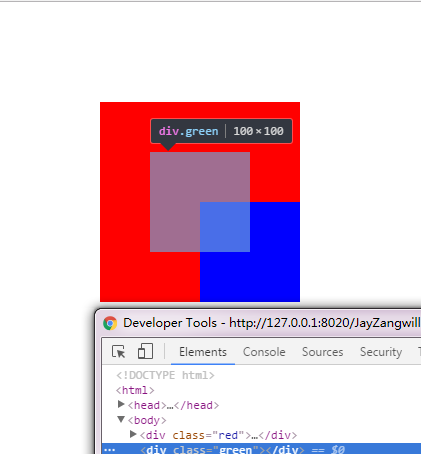 div.green | 100×100
Developer Tools - http://127.0.0.1:8020/JayZangwill
Elements Console Sources Security
<!DOCTYPE html>
<html>
▶<head>…</head>
▼<body>
▶<div class="red">…</div>
··· <div class="green"></div> == $0